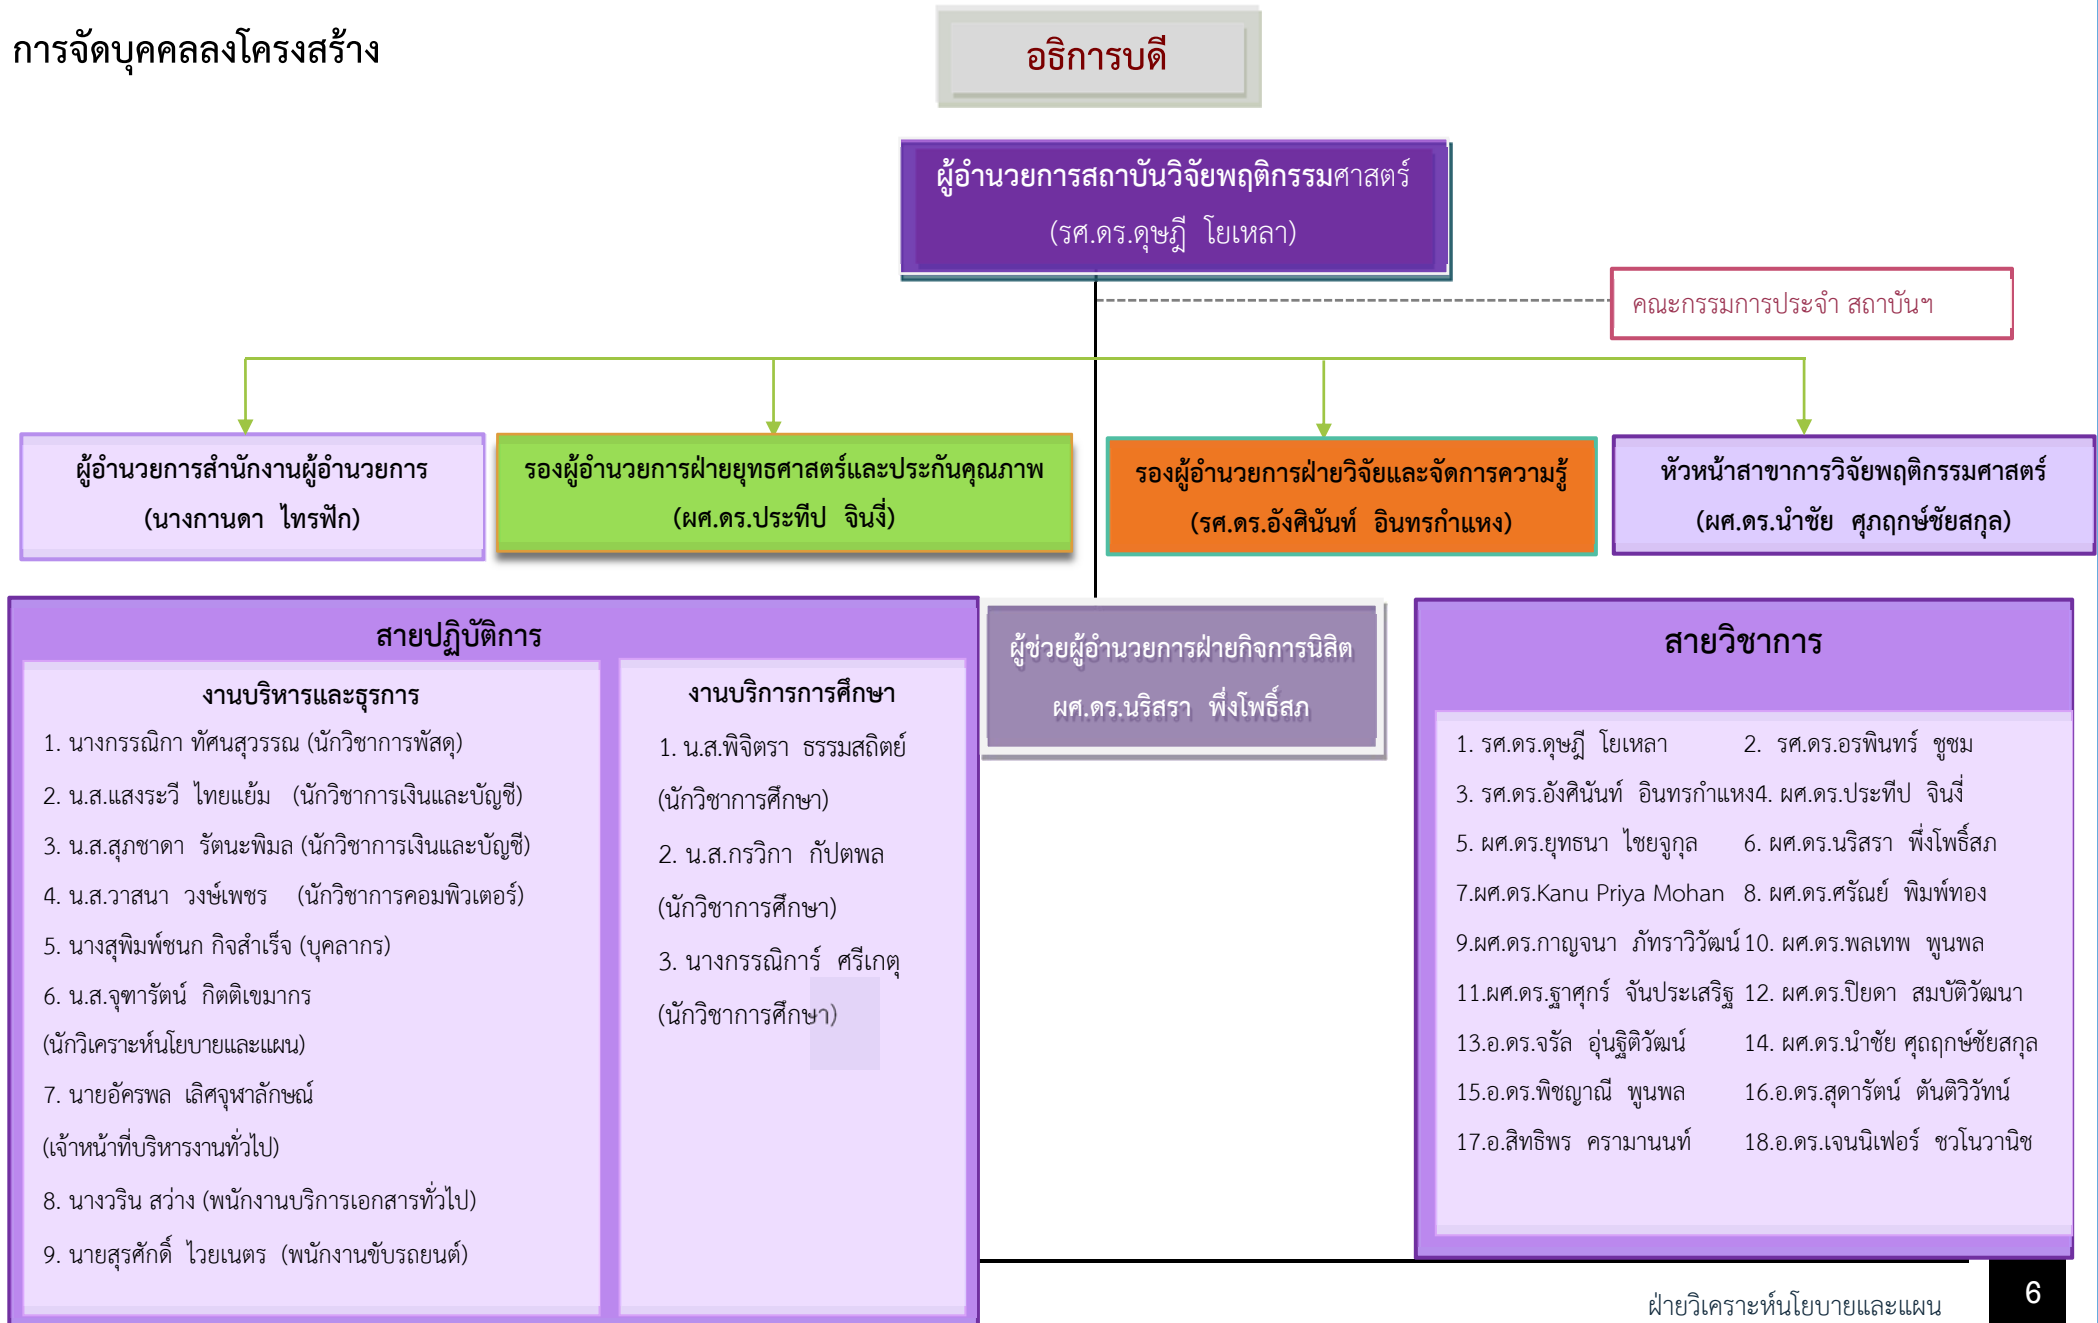 การจัดบุคคลลงโครงสร้าง
อธิการบดี
ผู้อำนวยการสถาบันวิจัยพฤติกรรมศาสตร์
(รศ.ดร.ดุษฎี โยเหลา)
คณะกรรมการประจำ สถาบันฯ
ผู้อำนวยการสำนักงานผู้อำนวยการ
(นางกานดา ไทรฟัก)
รองผู้อำนวยการฝ่ายยุทธศาสตร์และประกันคุณภาพ
(ผศ.ดร.ประทีป จินงี่)
รองผู้อำนวยการฝ่ายวิจัยและจัดการความรู้
(รศ.ดร.อังศินันท์ อินทรกำแหง)
หัวหน้าสาขาการวิจัยพฤติกรรมศาสตร์
(ผศ.ดร.นำชัย ศุภฤกษ์ชัยสกุล)
สายปฏิบัติการ
งานบริหารและธุรการ
1. นางกรรณิกา ทัศนสุวรรณ (นักวิชาการพัสดุ)
2. น.ส.แสงระวี ไทยแย้ม (นักวิชาการเงินและบัญชี)
3. น.ส.สุภชาดา รัตนะพิมล (นักวิชาการเงินและบัญชี)
4. น.ส.วาสนา วงษ์เพชร (นักวิชาการคอมพิวเตอร์)
5. นางสุพิมพ์ชนก กิจสำเร็จ (บุคลากร)
6. น.ส.จุฑารัตน์ กิตติเขมากร
(นักวิเคราะห์นโยบายและแผน)
7. นายอัครพล เลิศจุฬาลักษณ์
(เจ้าหน้าที่บริหารงานทั่วไป)
8. นางวริน สว่าง (พนักงานบริการเอกสารทั่วไป)
9. นายสุรศักดิ์ ไวยเนตร (พนักงานขับรถยนต์)
งานบริการการศึกษา
1. น.ส.พิจิตรา ธรรมสถิตย์
(นักวิชาการศึกษา)
2. น.ส.กรวิกา กัปตพล
(นักวิชาการศึกษา)
3. นางกรรณิการ์ ศรีเกตุ
(นักวิชาการศึกษา)
ผู้ช่วยผู้อำนวยการฝ่ายกิจการนิสิต
ผศ.ดร.นริสรา พึ่งโพธิ์สภ
สายวิชาการ
1. รศ.ดร.ดุษฎี โยเหลา 2. รศ.ดร.อรพินทร์ ชูชม
3. รศ.ดร.อังศินันท์ อินทรกำแหง4. ผศ.ดร.ประทีป จินงี่
5. ผศ.ดร.ยุทธนา ไชยจูกุล 6. ผศ.ดร.นริสรา พึ่งโพธิ์สภ
7.ผศ.ดร.Kanu Priya Mohan 8. ผศ.ดร.ศรัณย์ พิมพ์ทอง
9.ผศ.ดร.กาญจนา ภัทราวิวัฒน์ 10. ผศ.ดร.พลเทพ พูนพล
11.ผศ.ดร.ฐาศุกร์ จันประเสริฐ 12. ผศ.ดร.ปิยดา สมบัติวัฒนา
13.อ.ดร.จรัล อุ่นฐิติวัฒน์ 14. ผศ.ดร.นำชัย ศุถฤกษ์ชัยสกุล
15.อ.ดร.พิชญาณี พูนพล 16.อ.ดร.สุดารัตน์ ตันติวิวัทน์
17.อ.สิทธิพร ครามานนท์ 18.อ.ดร.เจนนิเฟอร์ ชวโนวานิช
ฝ่ายวิเคราะห์นโยบายและแผน
6